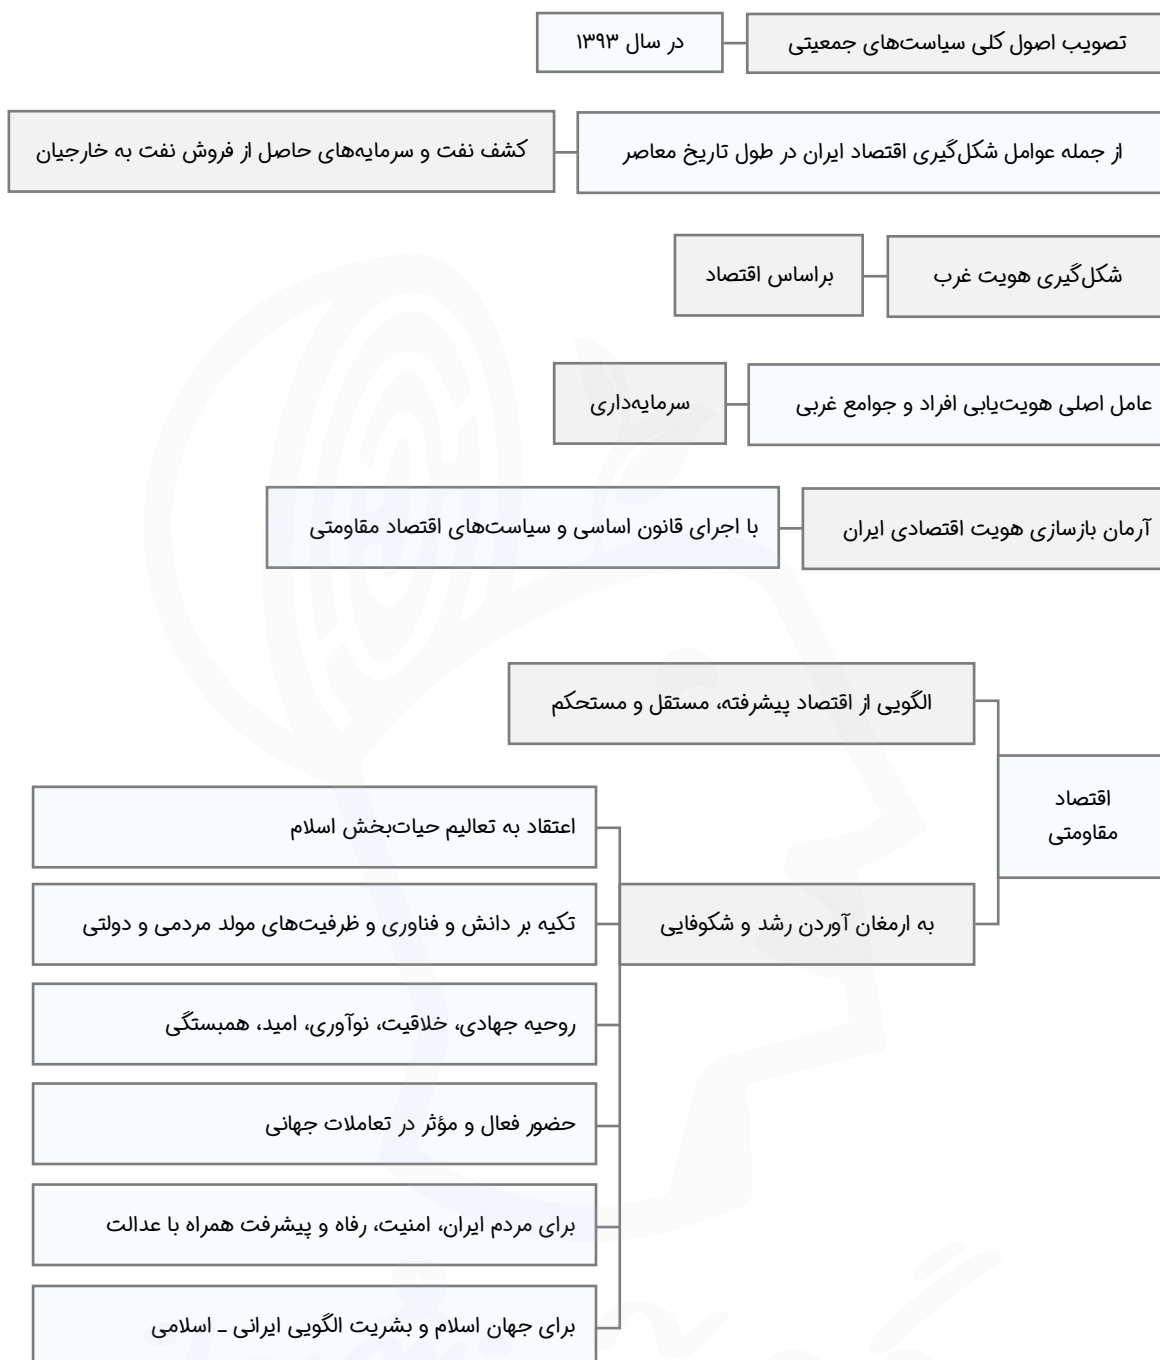 تصویب اصول کلی سیاست‌های جمعیتی
در سال ۱۳۹۳
از جمله عوامل شکل‌گیری اقتصاد ایران در طول تاریخ معاصر
کشف نفت و سرمایه‌های حاصل از فروش نفت به خارجیان
شکل‌گیری هویت غرب
براساس اقتصاد
عامل اصلی هویت‌یابی افراد و جوامع غربی
سرمایه‌داری
آرمان بازسازی هویت اقتصادی ایران
با اجرای قانون اساسی و سیاست‌های اقتصاد مقاومتی
اقتصاد
مقاومتی
الگویی از اقتصاد پیشرفته، مستقل و مستحکم
به ارمغان آوردن رشد و شکوفایی
اعتقاد به تعالیم حیات‌بخش اسلام
تکیه بر دانش و فناوری و ظرفیت‌های مولد مردمی و دولتی
روحیه جهادی، خلاقیت، نوآوری، امید، همبستگی
حضور فعال و مؤثر در تعاملات جهانی
برای مردم ایران، امنیت، رفاه و پیشرفت همراه با عدالت
برای جهان اسلام و بشریت الگویی ایرانی ـ اسلامی